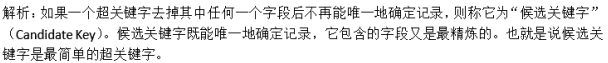 解析：如果一个超关键字去掉其中任何一个字段后不再能唯一地确定记录，则称它为“候选关键字”
（Candidate Key）。候选关键字既能唯一地确定记录，它包含的字段又是最精炼的。也就是说候选关
键字是最简单的超关键字。